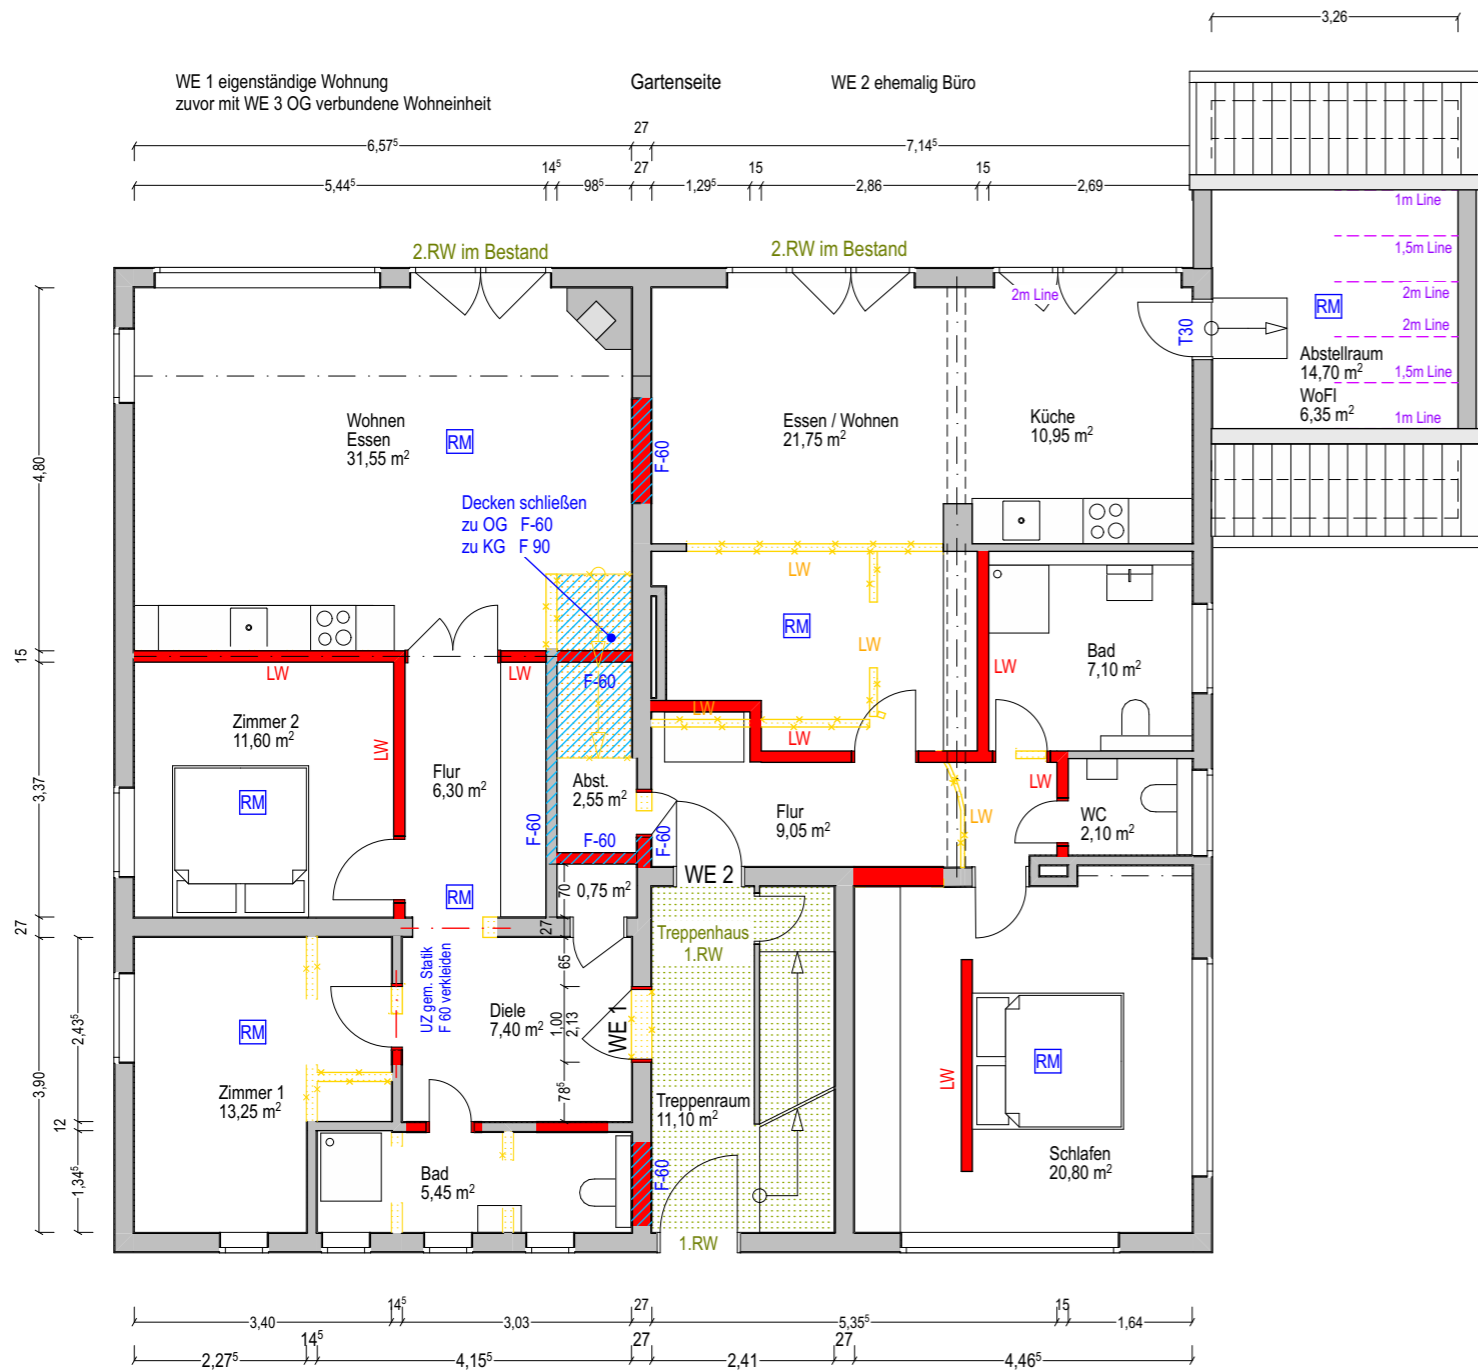 3,26
WE 1 eigenständige Wohnung
zuvor mit WE 3 OG verbundene Wohneinheit
Gartenseite
WE 2 ehemalig Büro
6,57⁵
27
7,14⁵
5,44⁵
14⁵
98⁵
27
1,29⁵
15
2,86
15
2,69
2.RW im Bestand
2.RW im Bestand
1m Line
1,5m Line
2m Line
2m Line
RM
2m Line
T30
Abstellraum
14,70 m²
WoFl
6,35 m²
1,5m Line
1m Line
Wohnen
Essen
31,55 m²
RM
F-60
Essen / Wohnen
21,75 m²
Küche
10,95 m²
4,80
Decken schließen
zu OG F-60
zu KG F 90
LW
RM
LW
LW
Bad
7,10 m²
15
LW
LW
F-60
LW
LW
Zimmer 2
11,60 m²
LW
Flur
6,30 m²
RM
F-60
Abst.
2,55 m²
F-60
F-60
Flur
9,05 m²
LW
LW
WC
2,10 m²
3,37
WE 2
70
0,75 m²
RM
27
27
Treppenhaus
1.RW
UZ gem. Statik
F 60 verkleiden
65
Diele
7,40 m²
1,00
2,13
WE 1
78⁵
RM
Zimmer 1
13,25 m²
2,43⁵
3,90
12
1,34⁵
Treppenraum
11,10 m²
LW
RM
Schlafen
20,80 m²
Bad
5,45 m²
F-60
1.RW
3,40
14⁵
3,03
27
5,35⁵
15
1,64
2,27⁵
14⁵
4,15⁵
27
2,41
27
4,46⁵